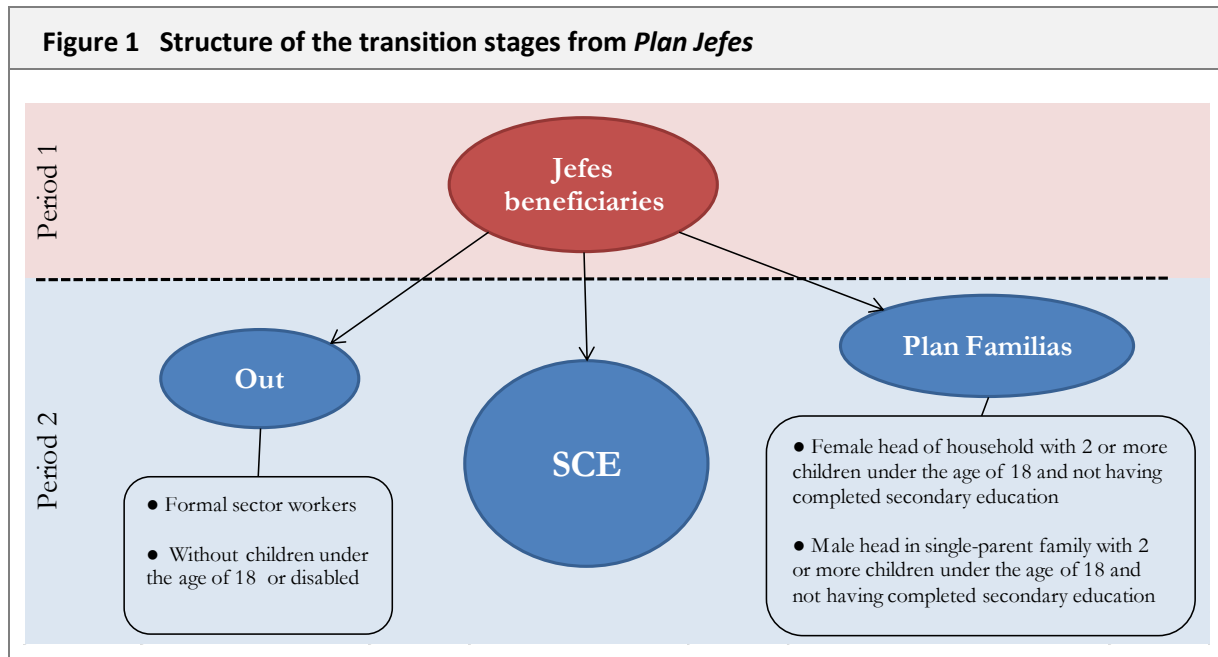 Figure 1 Structure of the transition stages from Plan Jefes
Period 1
Jefes
beneficiaries
Period 2
Out
SCE
Plan Familias
● Formal sector workers
● Without children under
the age of 18 or disabled
● Female head of household with 2 or more
children under the age of 18 and not having
completed secondary education
● Male head in single-parent family with 2
or more children under the age of 18 and
not having completed secondary education